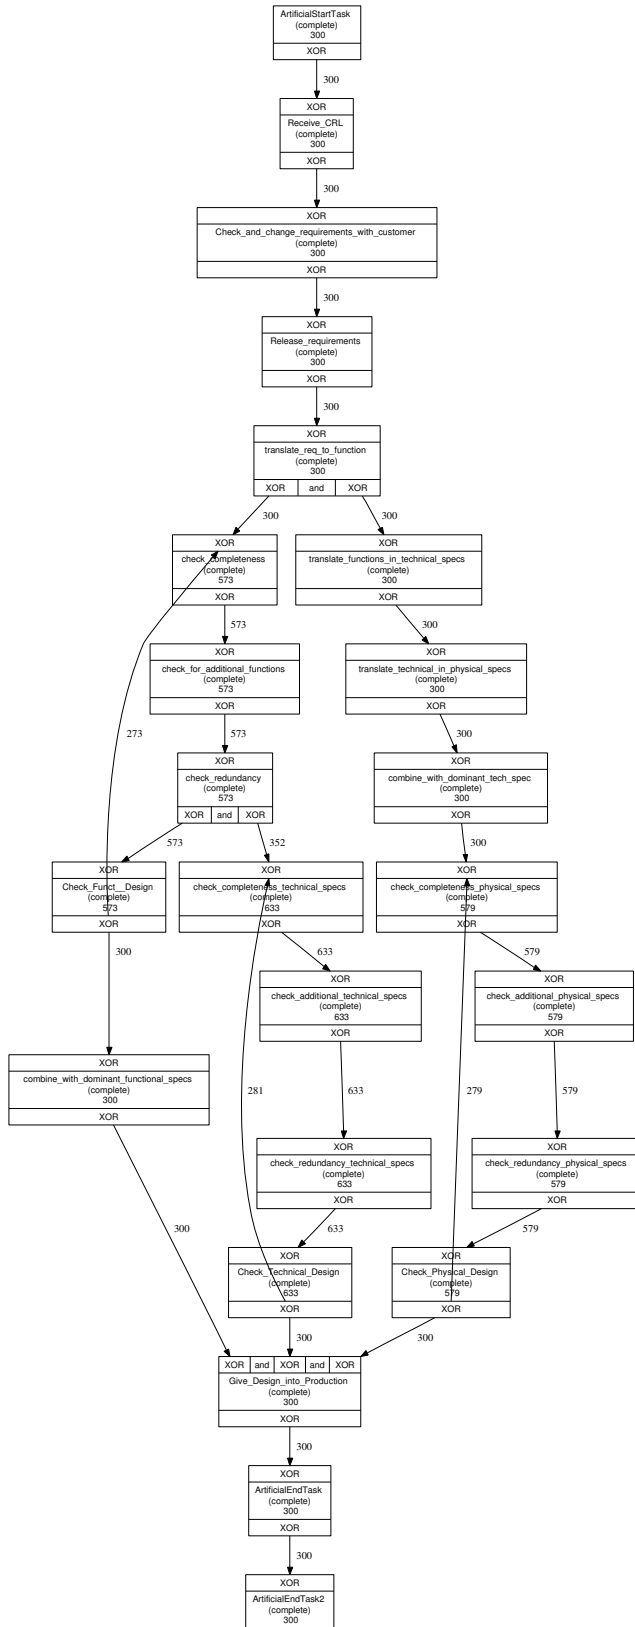 ArtificialStartTask
(complete)
300
XOR
300
XOR
Receive_CRL
(complete)
300
XOR
300
XOR
Check_and_change_requirements_with_customer
(complete)
300
XOR
300
XOR
Release_requirements
(complete)
300
XOR
300
XOR
translate_req_to_function
(complete)
300
XOR and XOR
300 300
XOR
check_completeness
(complete)
573
XOR
XOR
translate_functions_in_technical_specs
(complete)
300
XOR
573 300
XOR
check_for_additional_functions
(complete)
573
XOR
XOR
translate_technical_in_physical_specs
(complete)
300
XOR
273 573 300
XOR
check_redundancy
(complete)
573
XOR and XOR
XOR
combine_with_dominant_tech_spec
(complete)
300
XOR
573 352 300
XOR
Check_Funct__Design
(complete)
573
XOR
XOR
check_completeness_technical_specs
(complete)
633
XOR
XOR
check_completeness_physical_specs
(complete)
579
XOR
300 633 579
XOR
check_additional_technical_specs
(complete)
633
XOR
XOR
check_additional_physical_specs
(complete)
579
XOR
XOR
combine_with_dominant_functional_specs
(complete)
300
XOR
281 633 279 579
XOR
check_redundancy_technical_specs
(complete)
633
XOR
XOR
check_redundancy_physical_specs
(complete)
579
XOR
300 633 579
XOR
Check_Technical_Design
(complete)
633
XOR
XOR
Check_Physical_Design
(complete)
579
XOR
300 300
XOR and XOR and XOR
Give_Design_into_Production
(complete)
300
XOR
300
XOR
ArtificialEndTask
(complete)
300
XOR
300
XOR
ArtificialEndTask2
(complete)
300